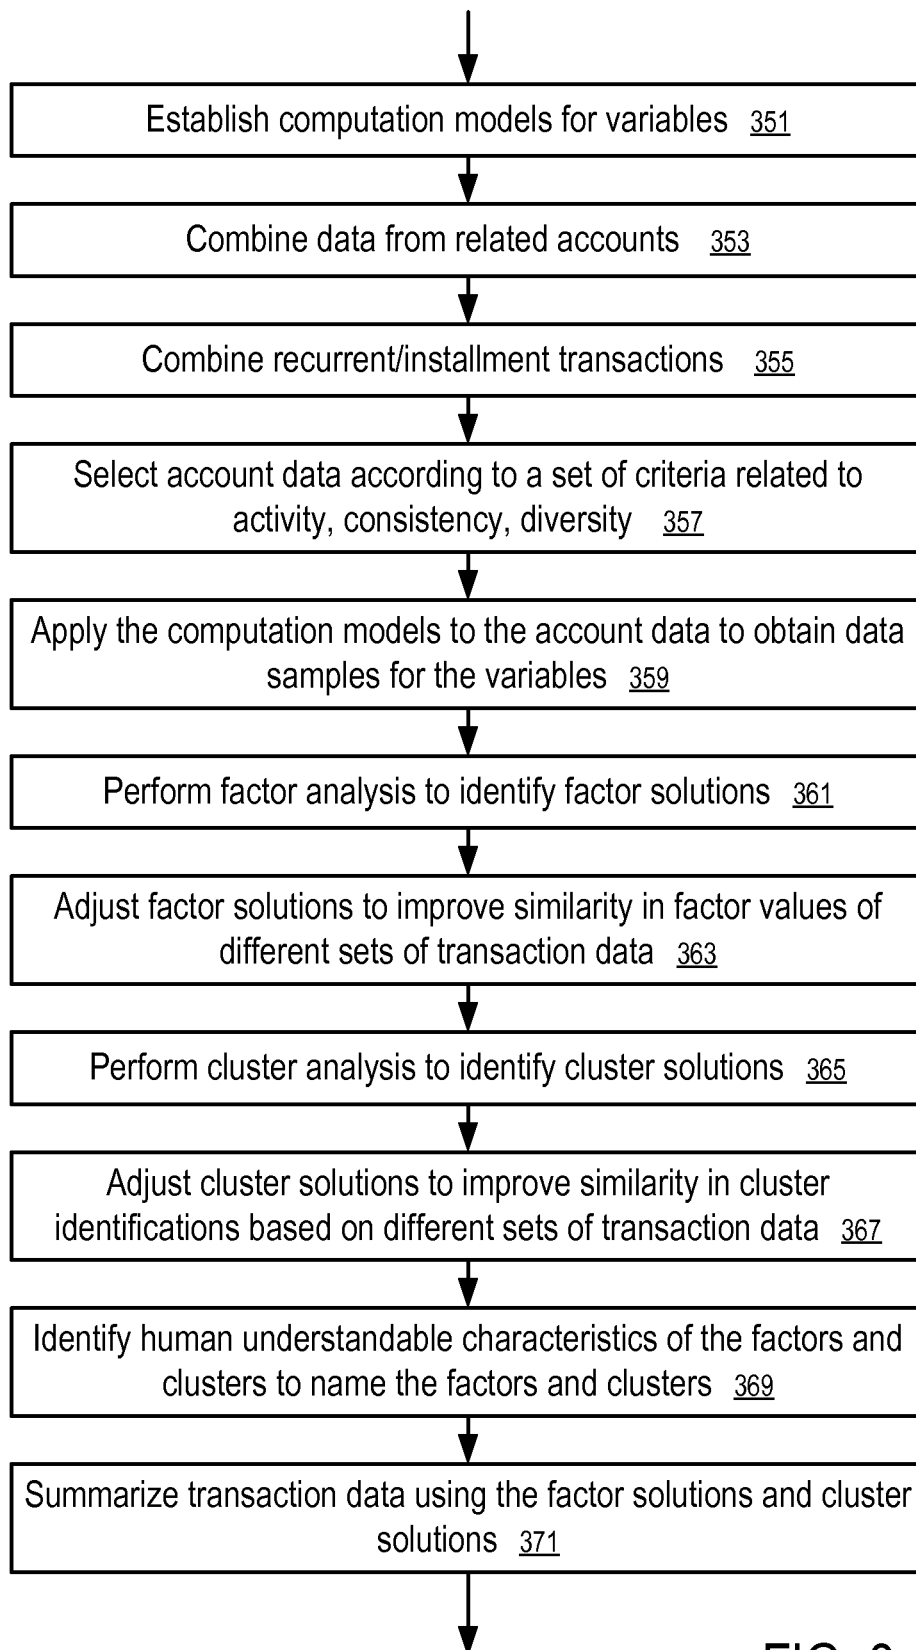 Establish computation models for variables 351
Combine data from related accounts 353
Combine recurrent/installment transactions 355
Select account data according to a set of criteria related to
activity, consistency, diversity 357
Apply the computation models to the account data to obtain data
samples for the variables 359
Perform factor analysis to identify factor solutions 361
Adjust factor solutions to improve similarity in factor values of
different sets of transaction data 363
Perform cluster analysis to identify cluster solutions 365
Adjust cluster solutions to improve similarity in cluster
identifications based on different sets of transaction data 367
Identify human understandable characteristics of the factors and
clusters to name the factors and clusters 369
Summarize transaction data using the factor solutions and cluster
solutions 371
FIG.